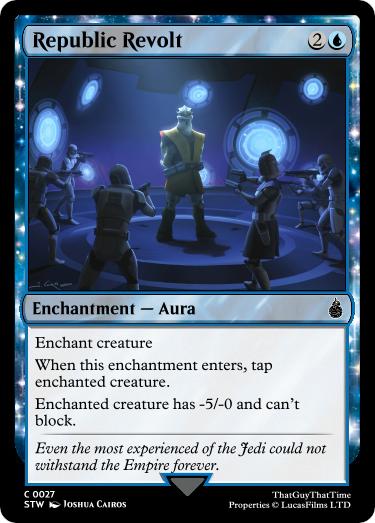 Republic Revolt 2
Enchantment — Aura
Enchant creature
When this enchantment enters, tap
enchanted creature.
Enchanted creature has -5/-0 and can't
block.
Even the most experienced of the Jedi could not
withstand the Empire forever.
C 0027
STW Joshua Cairos
ThatGuyThatTime
Properties © LucasFilms LTD